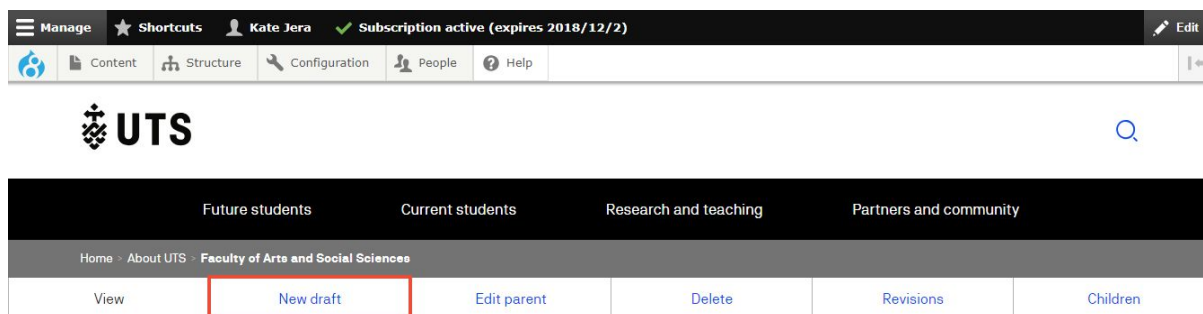 Manage Shortcuts Kate Jera Subscription active (expires 2018/12/2) Edit
Content Structure Configuration People Help
UTS
Future students Current students Research and teaching Partners and community
Home > About UTS > Faculty of Arts and Social Sciences
View New draft Edit parent Delete Revisions Children